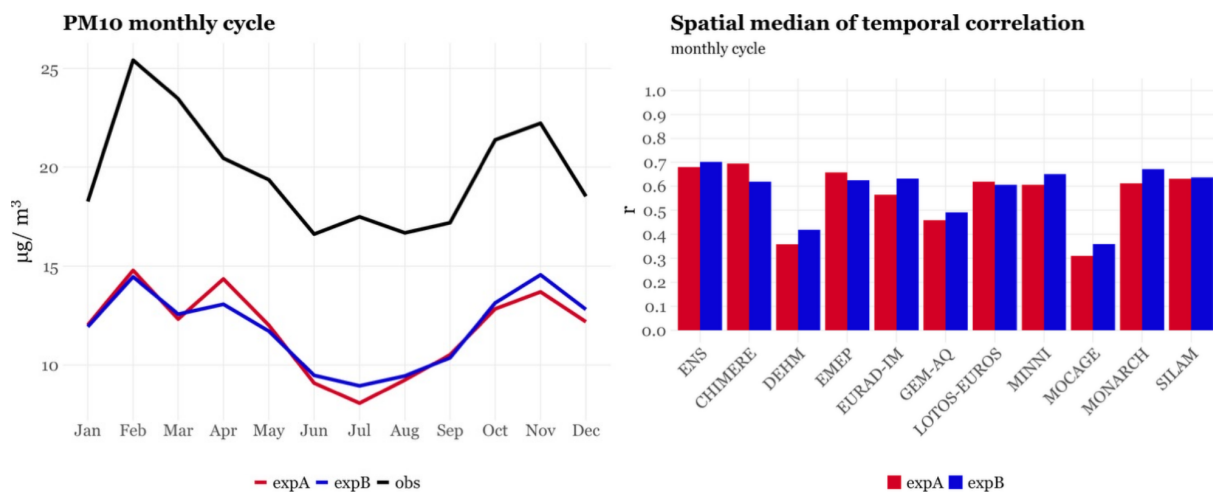 PM10 monthly cycle
µg/ m³
25
20
15
10
Jan Feb Mar Apr May Jun Jul Aug Sep Oct Nov Dec
expA expB obs
Spatial median of temporal correlation
monthly cycle
r
1.0
0.9
0.8
0.7
0.6
0.5
0.4
0.3
0.2
0.1
0.0
ENS CHIMERE DEHM EMEP EURAD-IM GEM-AQ LOTOS-EUROS MINNI MOCAGE MONARCH SILAM
expA expB